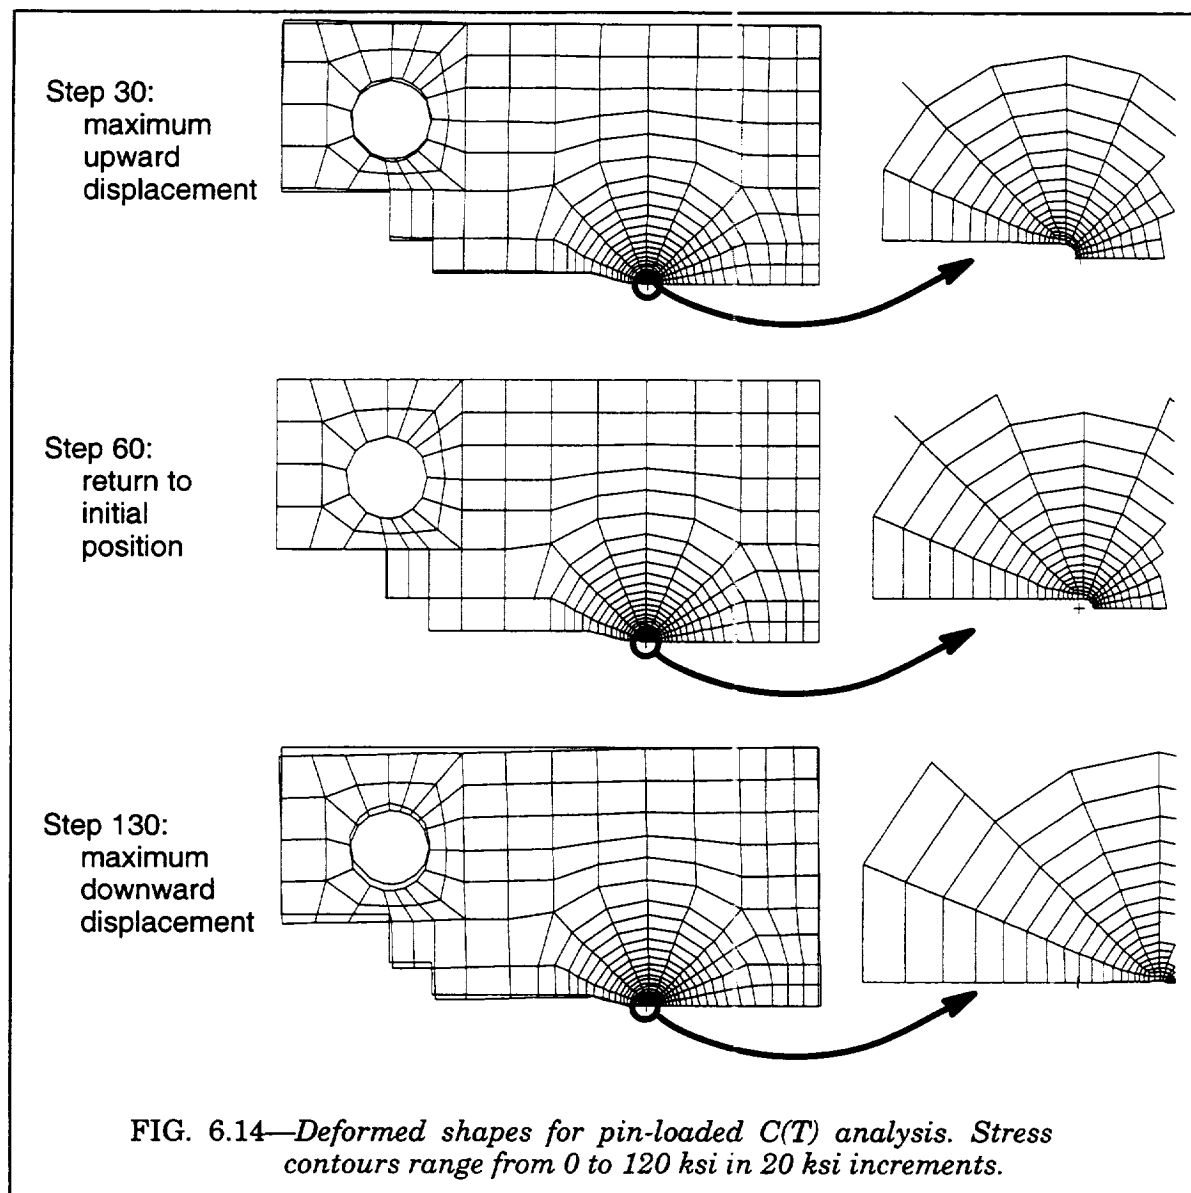 Step 30:
maximum
upward
displacement
Step 60:
return to
initial
position
Step 130:
maximum
downward
displacement
FIG. 6.14—Deformed shapes for pin-loaded C(T) analysis. Stress
contours range from 0 to 120 ksi in 20 ksi increments.